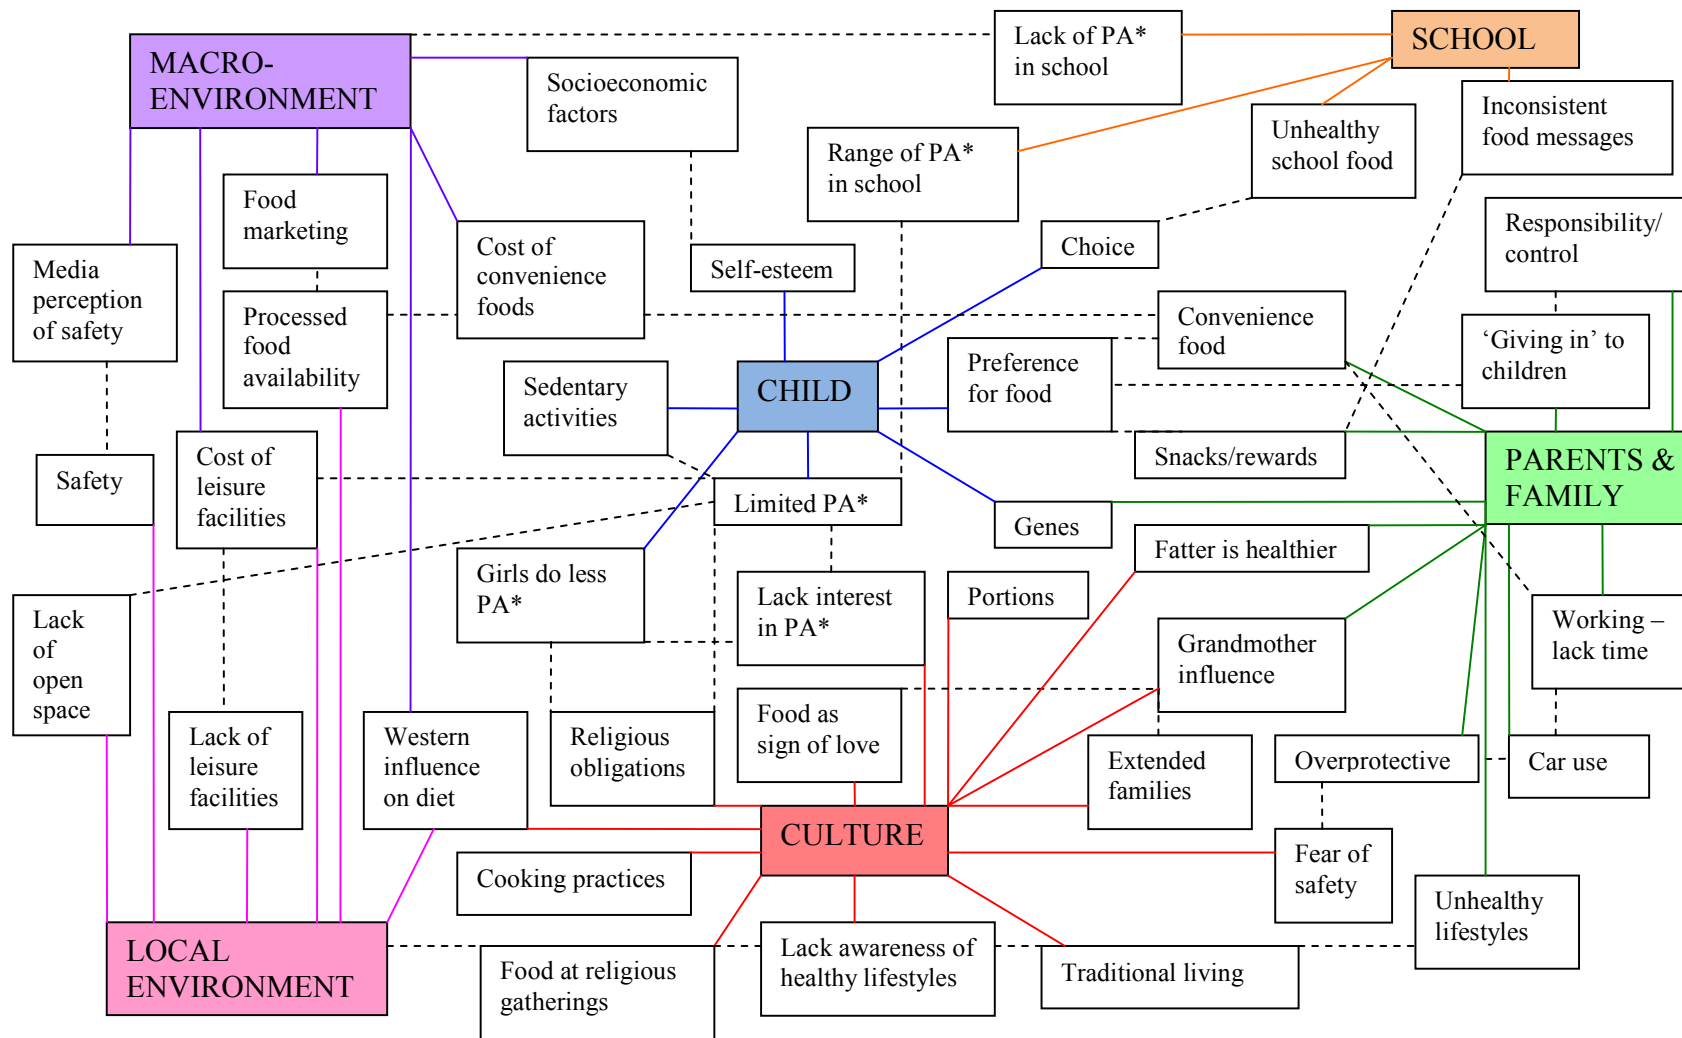 MACRO-
ENVIRONMENT
Socioeconomic
factors
Lack of PA*
in school
SCHOOL
Inconsistent
food messages
Unhealthy
school food
Range of PA*
in school
Food
marketing
Cost of
convenience
foods
Self-esteem
Choice
Responsibility/
control
Media
perception
of safety
Processed
food
availability
Convenience
food
‘Giving in’ to
children
Sedentary
activities
CHILD
Preference
for food
Safety
Cost of
leisure
facilities
Limited PA*
Snacks/rewards
PARENTS &
FAMILY
Genes
Fatter is healthier
Girls do less
PA*
Lack interest
in PA*
Portions
Lack
of
open
space
Grandmother
influence
Working –
lack time
Lack of
leisure
facilities
Western
influence
on diet
Religious
obligations
Food as
sign of love
Extended
families
Overprotective
Car use
CULTURE
Cooking practices
Fear of
safety
Unhealthy
lifestyles
LOCAL
ENVIRONMENT
Food at religious
gatherings
Lack awareness of
healthy lifestyles
Traditional living